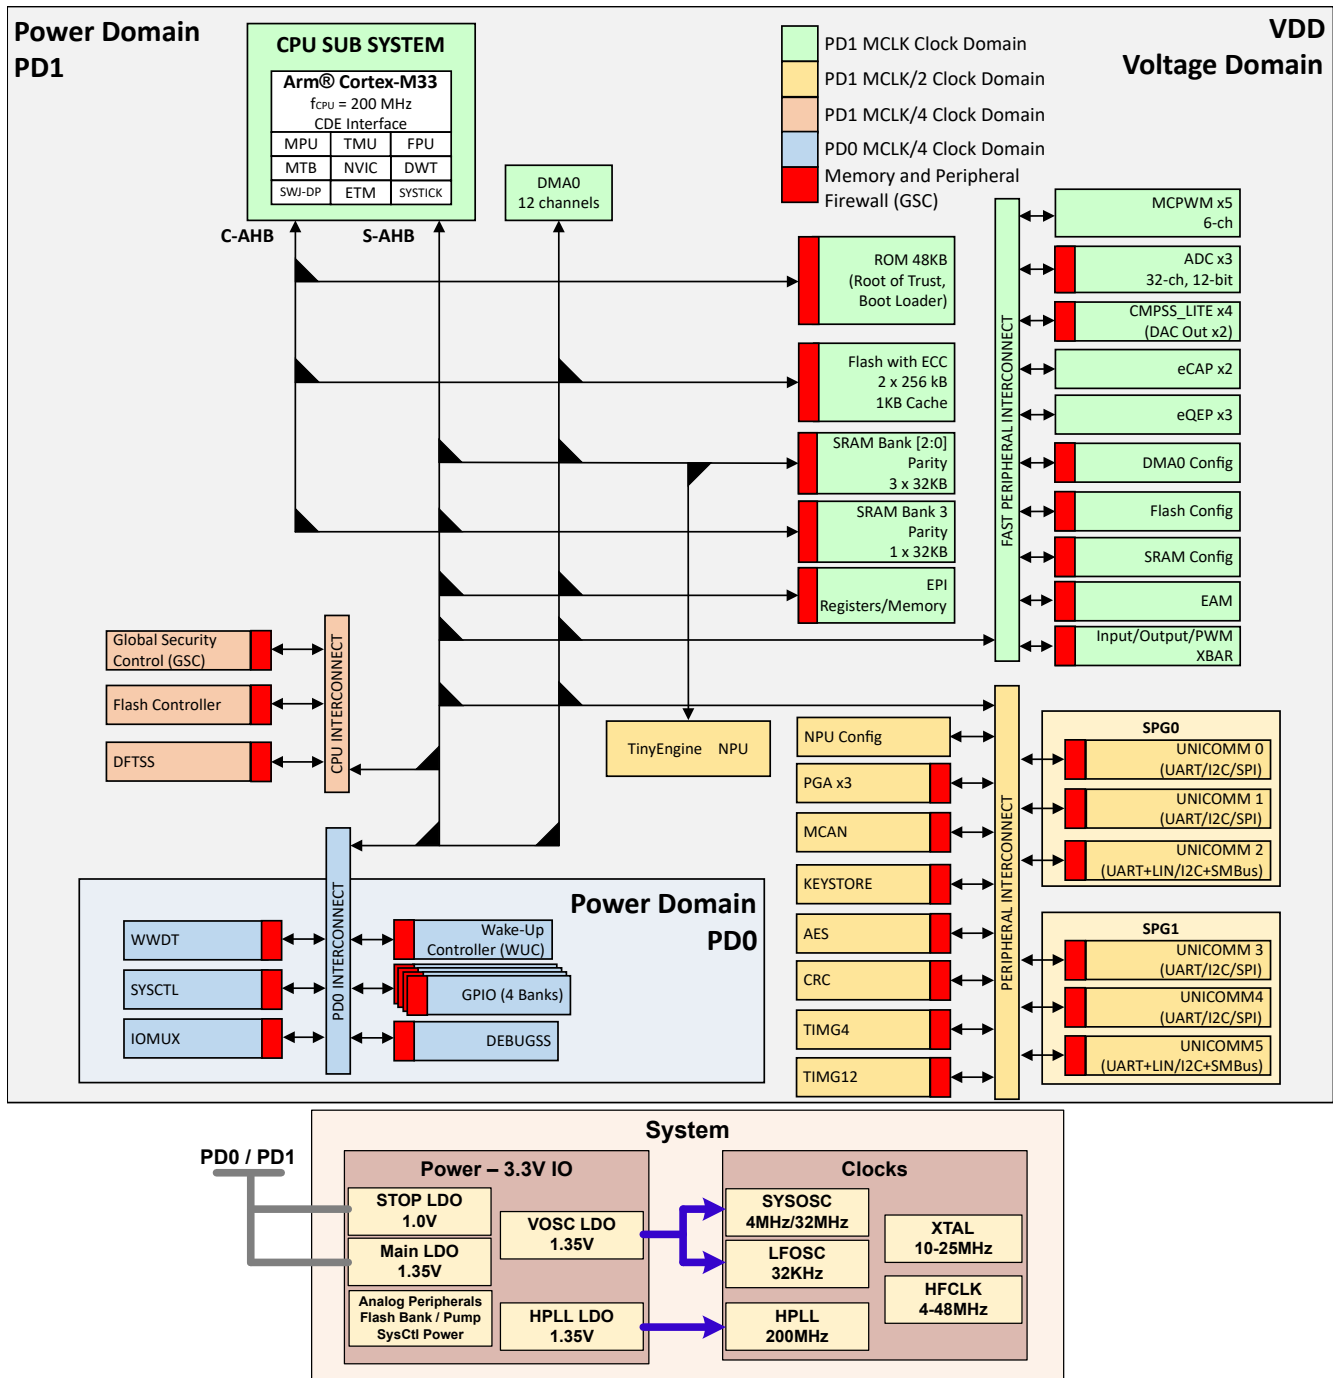 Power Domain
PD1
CPU SUB SYSTEM
Arm® Cortex-M33
fCPU = 200 MHz
CDE Interface
MPU TMU FPU
MTB NVIC DWT
SWJ-DP ETM SYSTICK
C-AHB S-AHB
DMA0
12 channels
PD1 MCLK Clock Domain
PD1 MCLK/2 Clock Domain
PD1 MCLK/4 Clock Domain
PD0 MCLK/4 Clock Domain
Memory and Peripheral
Firewall (GSC)
VDD
Voltage Domain
ROM 48KB
(Root of Trust,
Boot Loader)
Flash with ECC
2 x 256 kB
1KB Cache
SRAM Bank [2:0]
Parity
3 x 32KB
SRAM Bank 3
Parity
1 x 32KB
EPI
Registers/Memory
FAST PERIPHERAL INTERCONNECT
MCPWM x5
6-ch
ADC x3
32-ch, 12-bit
CMPSS_LITE x4
(DAC Out x2)
eCAP x2
eQEP x3
DMA0 Config
Flash Config
SRAM Config
EAM
Input/Output/PWM
XBAR
Global Security
Control (GSC)
Flash Controller
DFTSS
CPU INTERCONNECT
TinyEngine NPU
NPU Config
PGA x3
MCAN
KEYSTORE
AES
CRC
TIMG4
TIMG12
PERIPHERAL INTERCONNECT
SPG0
UNICOMM 0
(UART/I2C/SPI)
UNICOMM 1
(UART/I2C/SPI)
UNICOMM 2
(UART+LIN/I2C+SMBus)
SPG1
UNICOMM 3
(UART/I2C/SPI)
UNICOMM4
(UART/I2C/SPI)
UNICOMM5
(UART+LIN/I2C+SMBus)
Power Domain
PD0
PD0 INTERCONNECT
WWDT
SYSCTL
IOMUX
Wake-Up
Controller (WUC)
GPIO (4 Banks)
DEBUGSS
System
PD0 / PD1
Power – 3.3V IO
STOP LDO
1.0V
Main LDO
1.35V
Analog Peripherals
Flash Bank / Pump
SysCtl Power
VOSC LDO
1.35V
HPLL LDO
1.35V
Clocks
SYSOSC
4MHz/32MHz
LFOSC
32KHz
HPLL
200MHz
XTAL
10-25MHz
HFCLK
4-48MHz